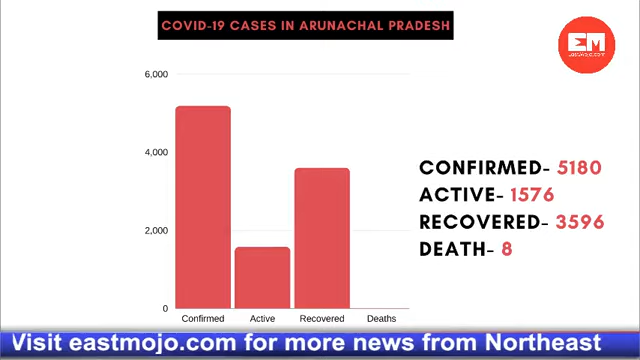 COVID-19 CASES IN ARUNACHAL PRADESH
EM
6,000
4,000
2,000
0
Confirmed Active Recovered Deaths
CONFIRMED- 5180
ACTIVE- 1576
RECOVERED- 3596
DEATH- 8
Visit eastmojo.com for more news from Northeast